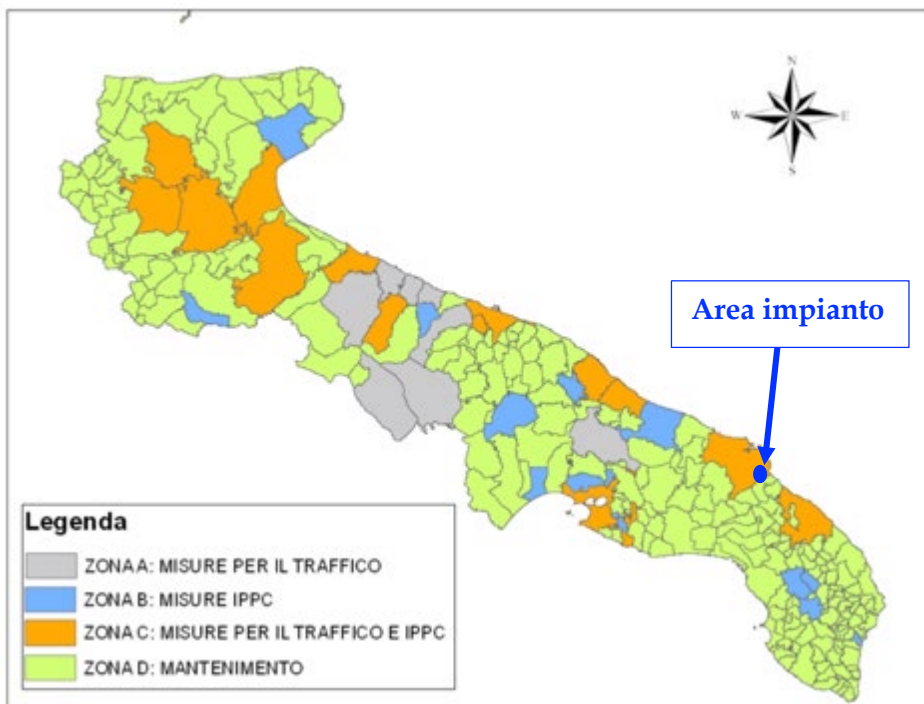 N
W E
S
Area impianto
Legenda
ZONA A: MISURE PER IL TRAFFICO
ZONA B: MISURE IPPC
ZONA C: MISURE PER IL TRAFFICO E IPPC
ZONA D: MANTENIMENTO